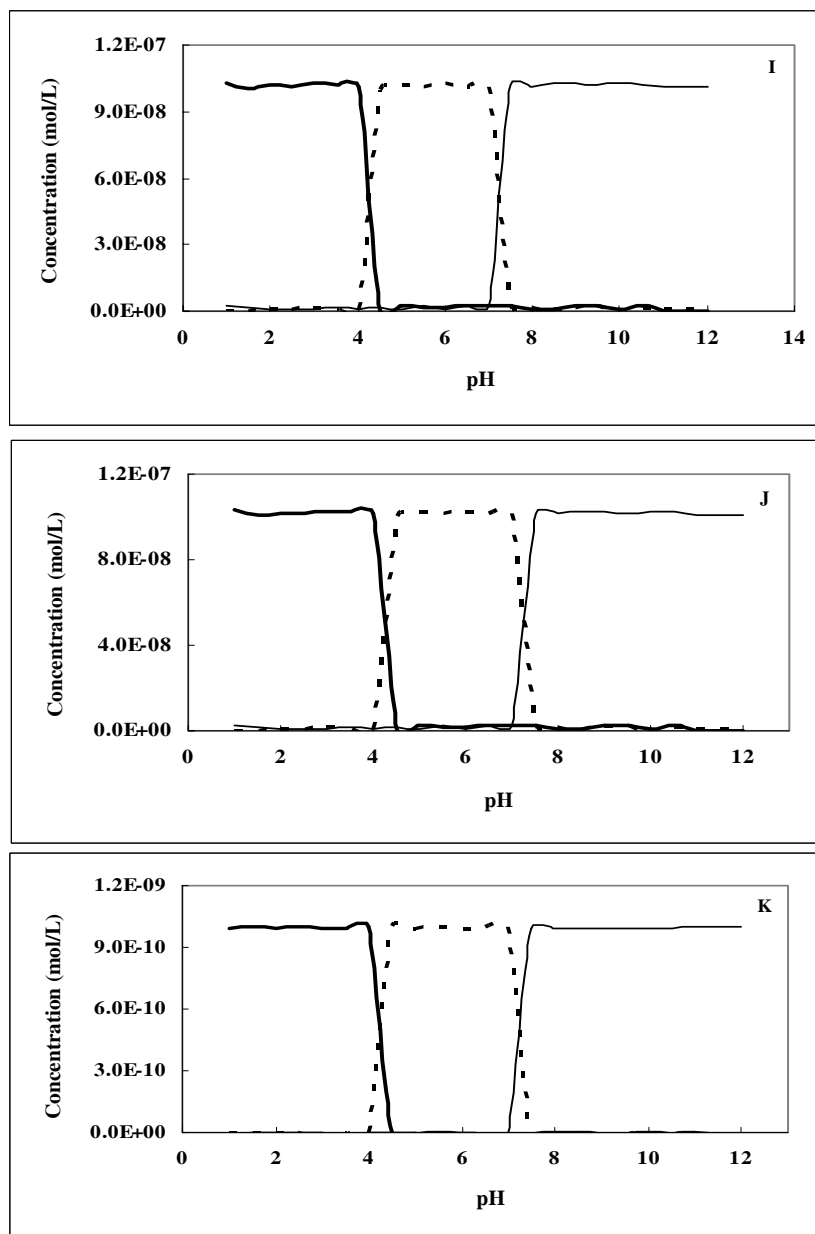 I
Concentration (mol/L)
1.2E-07
9.0E-08
6.0E-08
3.0E-08
0.0E+00
0 2 4 6 8 10 12 14
pH
J
Concentration (mol/L)
1.2E-07
8.0E-08
4.0E-08
0.0E+00
0 2 4 6 8 10 12
pH
K
Concentration (mol/L)
1.2E-09
9.0E-10
6.0E-10
3.0E-10
0.0E+00
0 2 4 6 8 10 12
pH